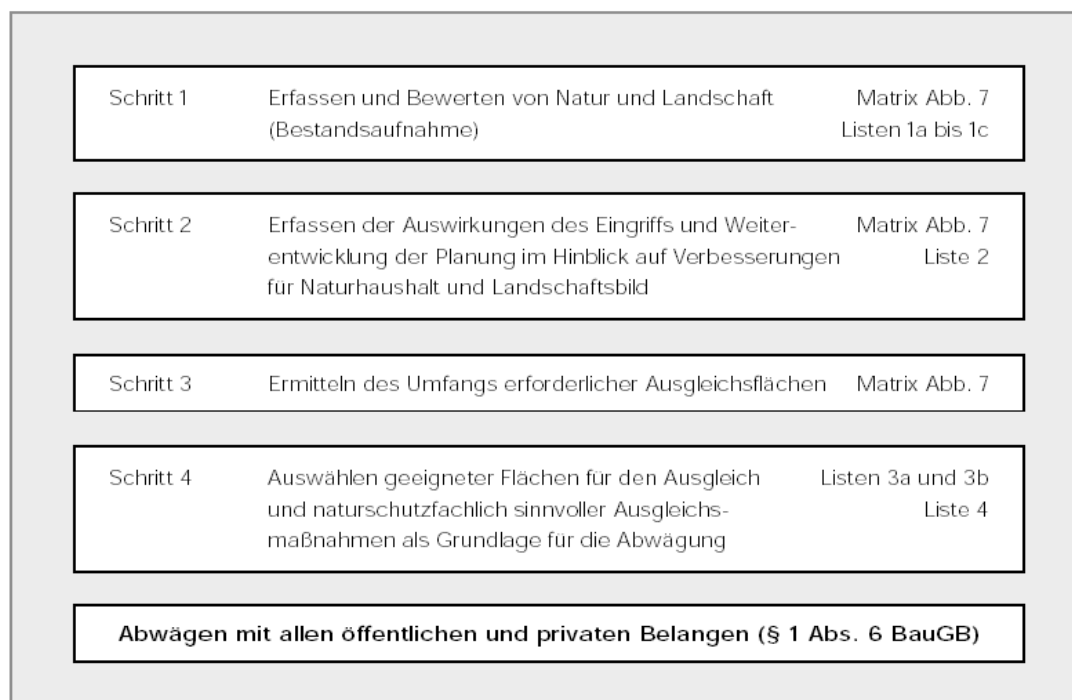 Schritt 1 Erfassen und Bewerten von Natur und Landschaft Matrix Abb. 7
(Bestandsaufnahme) Listen 1a bis 1c
Schritt 2 Erfassen der Auswirkungen des Eingriffs und Weiter- Matrix Abb. 7
entwicklung der Planung im Hinblick auf Verbesserungen Liste 2
für Naturhaushalt und Landschaftsbild
Schritt 3 Ermitteln des Umfangs erforderlicher Ausgleichsflächen Matrix Abb. 7
Schritt 4 Auswählen geeigneter Flächen für den Ausgleich Listen 3a und 3b
und naturschutzfachlich sinnvoller Ausgleichs- Liste 4
maßnahmen als Grundlage für die Abwägung
Abwägen mit allen öffentlichen und privaten Belangen (§ 1 Abs. 6 BauGB)